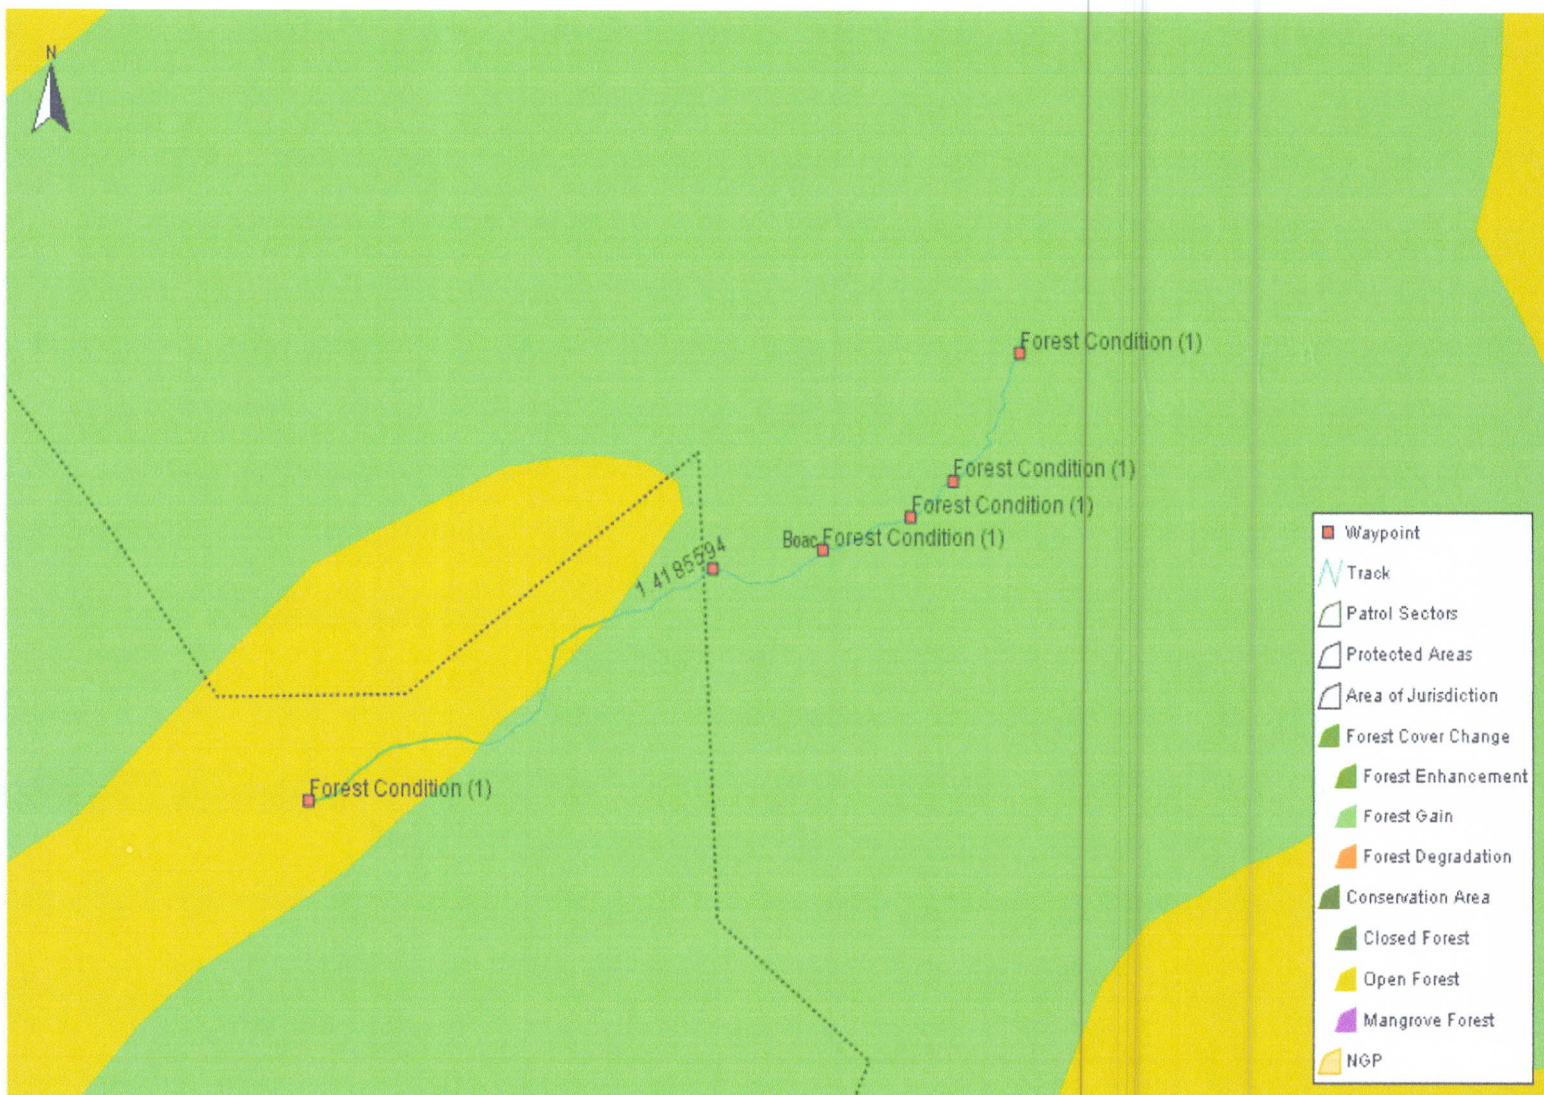 N
Forest Condition (1)
Forest Condition (1)
Forest Condition (1)
Boac Forest Condition (1)
1.4185594
Forest Condition (1)
Waypoint
Track
Patrol Sectors
Protected Areas
Area of Jurisdiction
Forest Cover Change
Forest Enhancement
Forest Gain
Forest Degradation
Conservation Area
Closed Forest
Open Forest
Mangrove Forest
NGP